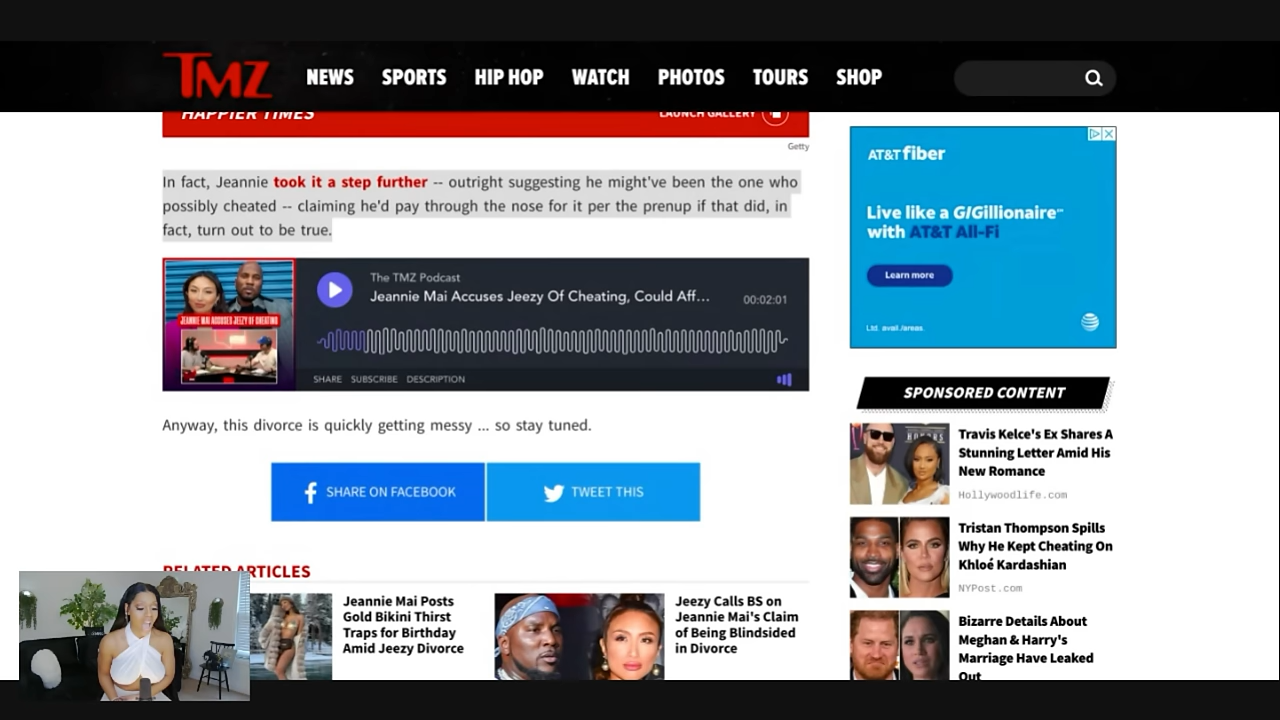 TMZ
NEWS SPORTS HIP HOP WATCH PHOTOS TOURS SHOP
HAPPIER TIMES
LAUNCH GALLERY
Getty
In fact, Jeannie took it a step further -- outright suggesting he might've been the one who
possibly cheated -- claiming he'd pay through the nose for it per the prenup if that did, in
fact, turn out to be true.
The TMZ Podcast
Jeannie Mai Accuses Jeezy Of Cheating, Could Aff...
00:02:01
JEANNIE MAI ACCUSES JEEZY OF CHEATING
SHARE SUBSCRIBE DESCRIPTION
Anyway, this divorce is quickly getting messy ... so stay tuned.
SHARE ON FACEBOOK
TWEET THIS
RELATED ARTICLES
Jeannie Mai Posts
Gold Bikini Thirst
Traps for Birthday
Amid Jeezy Divorce
Jeezy Calls BS on
Jeannie Mai's Claim
of Being Blindsided
in Divorce
AT&T fiber
Live like a GIGillionaire℠
with AT&T All-Fi
Learn more
Ltd. avail./areas.
SPONSORED CONTENT
HONORS
Travis Kelce's Ex Shares A
Stunning Letter Amid His
New Romance
Hollywoodlife.com
Tristan Thompson Spills
Why He Kept Cheating On
Khloé Kardashian
NYPost.com
Bizarre Details About
Meghan & Harry's
Marriage Have Leaked
Out